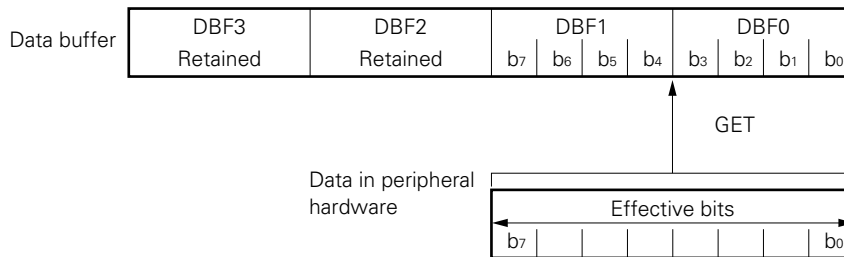 Data buffer
DBF3 DBF2 DBF1 DBF0
Retained Retained b7 b6 b5 b4 b3 b2 b1 b0
GET
Data in peripheral
hardware
Effective bits
b7 b0